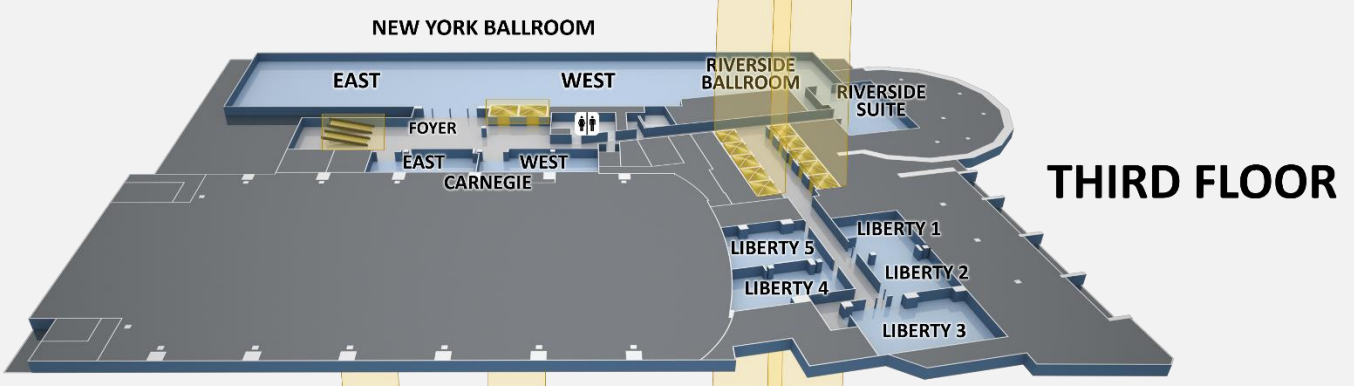 NEW YORK BALLROOM
EAST
WEST
RIVERSIDE
BALLROOM
RIVERSIDE
SUITE
FOYER
EAST
WEST
CARNEGIE
THIRD FLOOR
LIBERTY 1
LIBERTY 5
LIBERTY 2
LIBERTY 4
LIBERTY 3